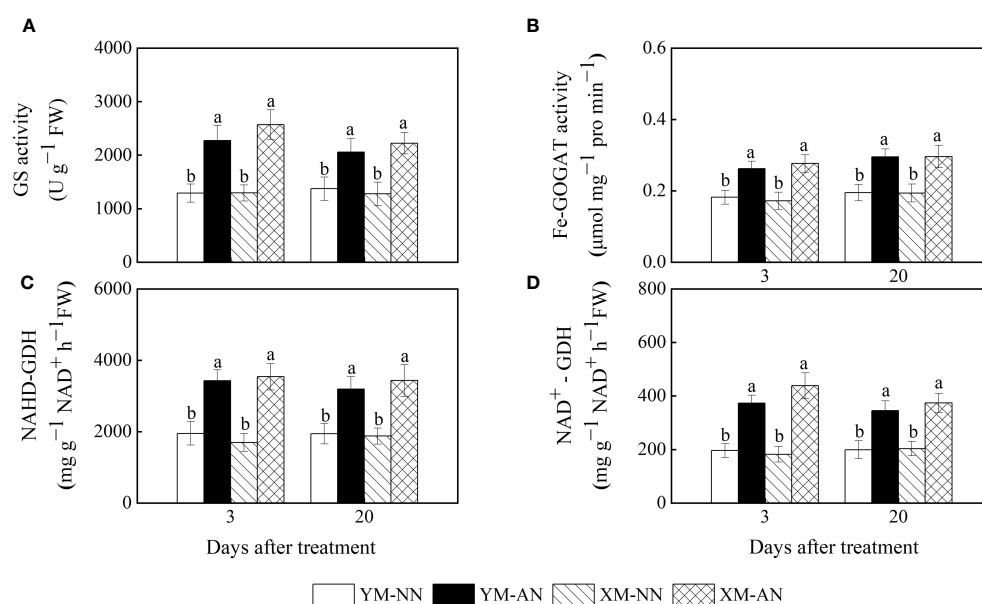 A
GS activity
(U g⁻¹ FW)
4000
3000
2000
1000
0
b a b a b a b a
B
Fe-GOGAT activity
(μmol mg⁻¹ pro min⁻¹)
0.6
0.4
0.2
0.0
b a b a b a b a
3 20
C
NAHD-GDH
(mg g⁻¹ NAD⁺ h⁻¹FW)
6000
4000
2000
0
b a b a b a b a
3 20
Days after treatment
D
NAD⁺ - GDH
(mg g⁻¹ NAD⁺ h⁻¹FW)
800
600
400
200
0
b a b a b a b a
3 20
Days after treatment
YM-NN YM-AN XM-NN XM-AN